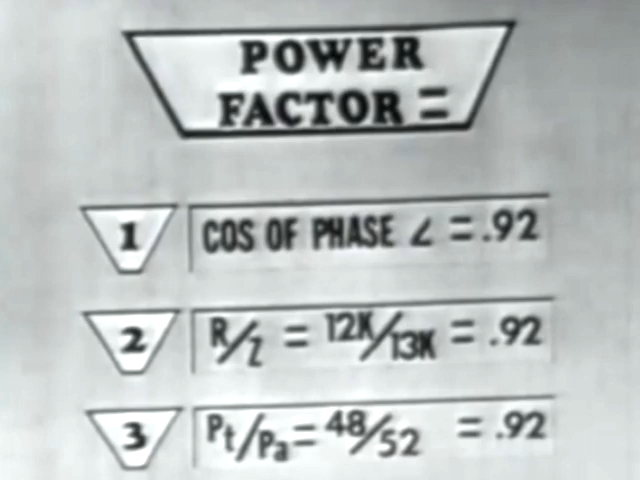 POWER
FACTOR =
1 COS OF PHASE ∠ = .92
2 R/Z = 12K/13K = .92
3 Pt/Pa = 48/52 = .92